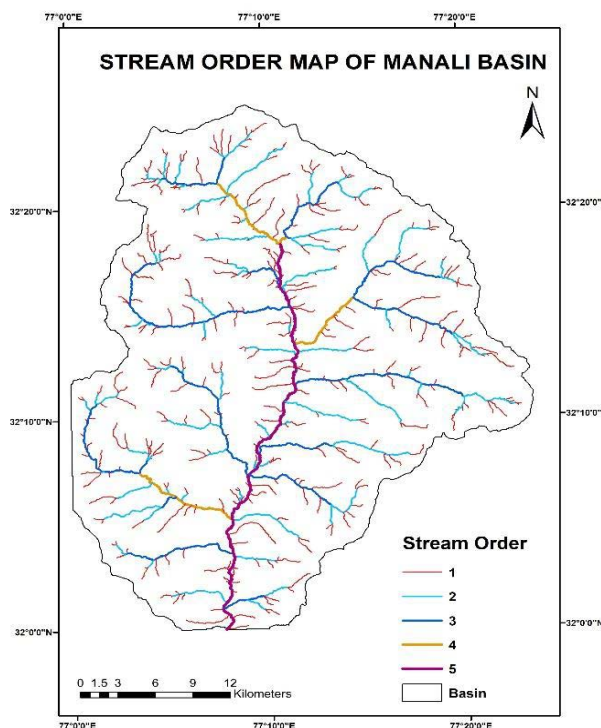 77°0'0"E 77°10'0"E 77°20'0"E
STREAM ORDER MAP OF MANALI BASIN
N
32°20'0"N 32°20'0"N
32°10'0"N 32°10'0"N
32°0'0"N 32°0'0"N
Stream Order
1
2
3
4
5
Basin
0 1.5 3 6 9 12
Kilometers
77°0'0"E 77°10'0"E 77°20'0"E